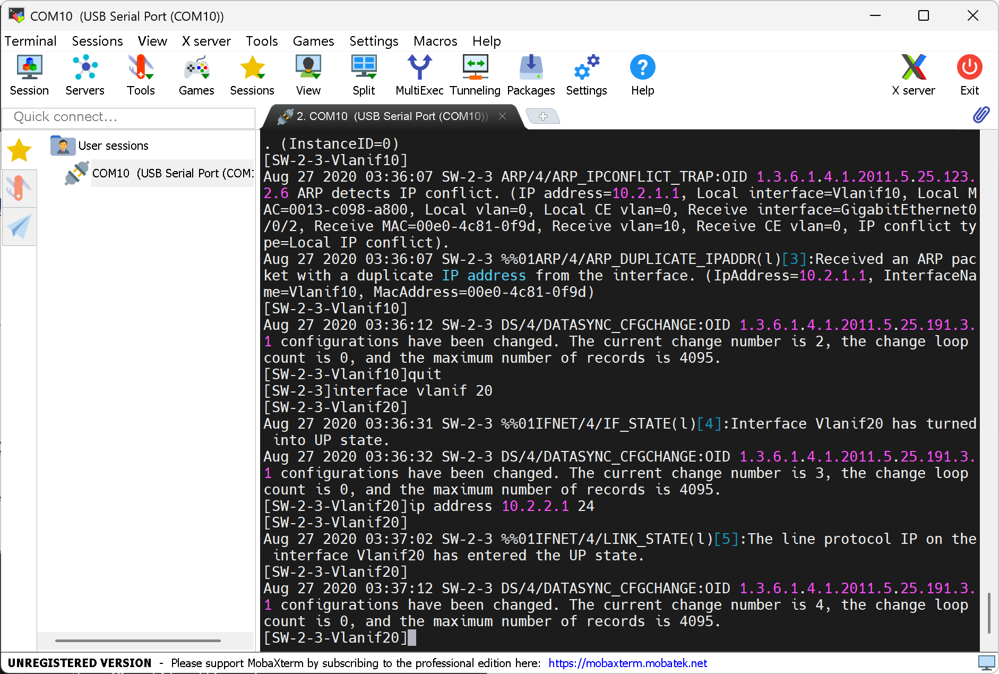 COM10  (USB Serial Port (COM10))
Terminal Sessions View X server Tools Games Settings Macros Help
Session Servers Tools Games Sessions View Split MultiExec Tunneling Packages Settings Help X server Exit
Quick connect...
2. COM10  (USB Serial Port (COM10))
User sessions
COM10  (USB Serial Port (COM1
. (InstanceID=0)
[SW-2-3-Vlanif10]
Aug 27 2020 03:36:07 SW-2-3 ARP/4/ARP_IPCONFLICT_TRAP:OID 1.3.6.1.4.1.2011.5.25.123.
2.6 ARP detects IP conflict. (IP address=10.2.1.1, Local interface=Vlanif10, Local M
AC=0013-c098-a800, Local vlan=0, Local CE vlan=0, Receive interface=GigabitEthernet0
/0/2, Receive MAC=00e0-4c81-0f9d, Receive vlan=10, Receive CE vlan=0, IP conflict ty
pe=Local IP conflict).
Aug 27 2020 03:36:07 SW-2-3 %%01ARP/4/ARP_DUPLICATE_IPADDR(l)[3]:Received an ARP pac
ket with a duplicate IP address from the interface. (IpAddress=10.2.1.1, InterfaceNa
me=Vlanif10, MacAddress=00e0-4c81-0f9d)
[SW-2-3-Vlanif10]
Aug 27 2020 03:36:12 SW-2-3 DS/4/DATASYNC_CFGCHANGE:OID 1.3.6.1.4.1.2011.5.25.191.3.
1 configurations have been changed. The current change number is 2, the change loop
count is 0, and the maximum number of records is 4095.
[SW-2-3-Vlanif10]quit
[SW-2-3]interface vlanif 20
[SW-2-3-Vlanif20]
Aug 27 2020 03:36:31 SW-2-3 %%01IFNET/4/IF_STATE(l)[4]:Interface Vlanif20 has turned
 into UP state.
Aug 27 2020 03:36:32 SW-2-3 DS/4/DATASYNC_CFGCHANGE:OID 1.3.6.1.4.1.2011.5.25.191.3.
1 configurations have been changed. The current change number is 3, the change loop
count is 0, and the maximum number of records is 4095.
[SW-2-3-Vlanif20]ip address 10.2.2.1 24
[SW-2-3-Vlanif20]
Aug 27 2020 03:37:02 SW-2-3 %%01IFNET/4/LINK_STATE(l)[5]:The line protocol IP on the
 interface Vlanif20 has entered the UP state.
[SW-2-3-Vlanif20]
Aug 27 2020 03:37:12 SW-2-3 DS/4/DATASYNC_CFGCHANGE:OID 1.3.6.1.4.1.2011.5.25.191.3.
1 configurations have been changed. The current change number is 4, the change loop
count is 0, and the maximum number of records is 4095.
[SW-2-3-Vlanif20]
UNREGISTERED VERSION - Please support MobaXterm by subscribing to the professional edition here: https://mobaxterm.mobatek.net